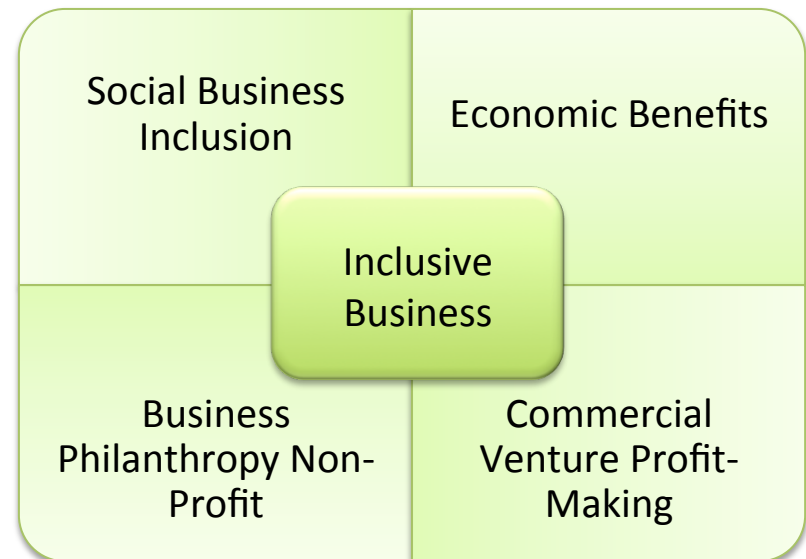 Social Business
Inclusion
Economic Benefits
Inclusive
Business
Business
Philanthropy Non-
Profit
Commercial
Venture Profit-
Making